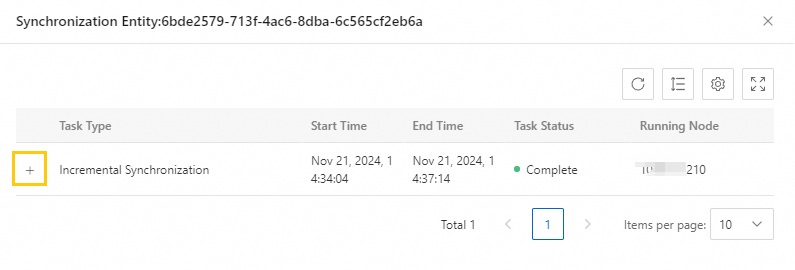 Synchronization Entity:6bde2579-713f-4ac6-8dba-6c565cf2eb6a
Task Type Start Time End Time Task Status Running Node
+ Incremental Synchronization Nov 21, 2024, 1 Nov 21, 2024, 1 Complete 210
4:34:04 4:37:14
Total 1 < 1 > Items per page: 10